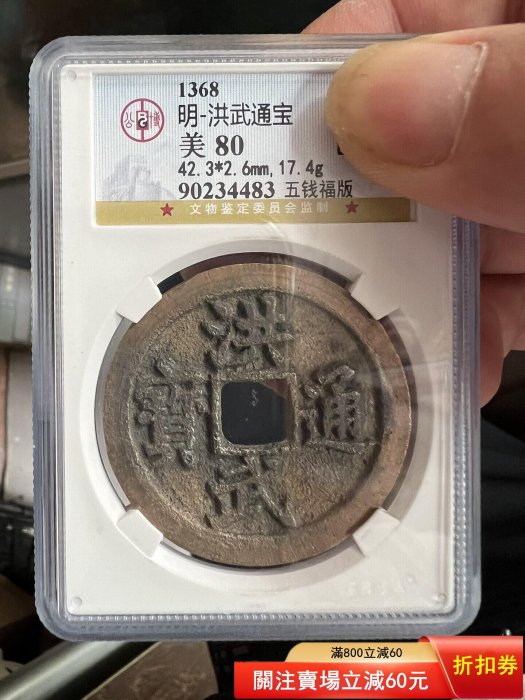 1368
明-洪武通宝
美 80
42.3*2.6mm,17.4g
90234483 五钱福版
★ 文物鉴定委员会监制 ★
公 博
洪
武
通
寶
滿800立減60
關注賣場立減60元
折扣券